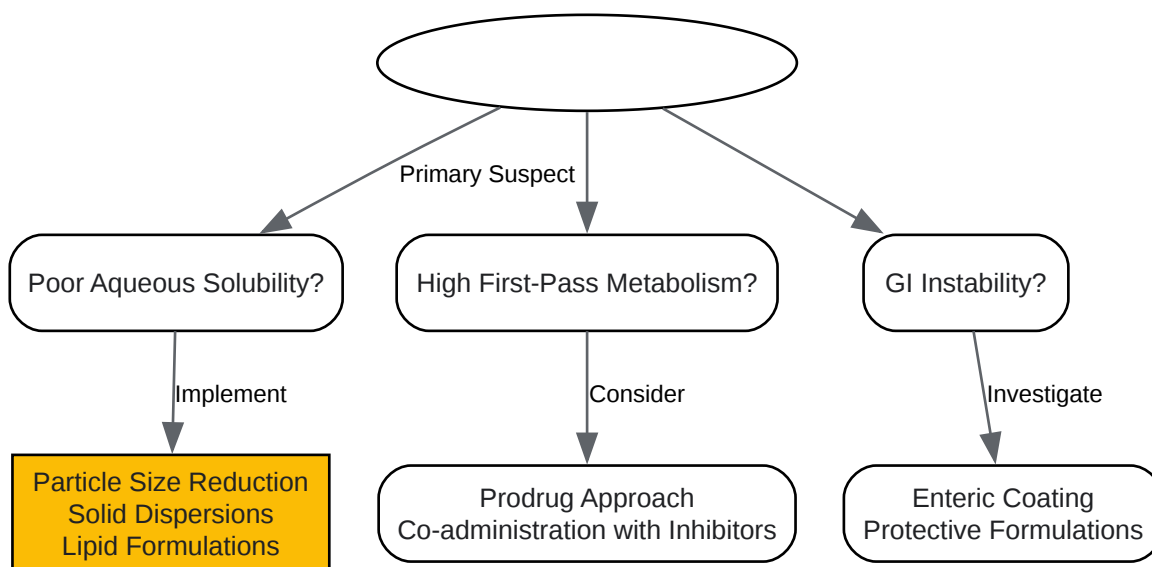 Primary Suspect
Poor Aqueous Solubility?
High First-Pass Metabolism?
GI Instability?
Implement
Consider
Investigate
Particle Size Reduction
Solid Dispersions
Lipid Formulations
Prodrug Approach
Co-administration with Inhibitors
Enteric Coating
Protective Formulations